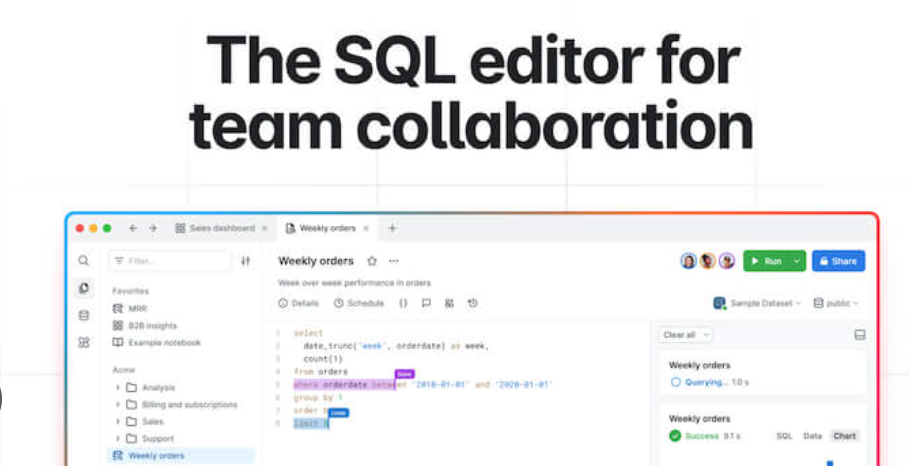 The SQL editor for
team collaboration
Sales dashboard
Weekly orders
Filter...
Favorites
MRR
B2B insights
Example notebook
Acme
Analysis
Billing and subscriptions
Sales
Support
Weekly orders
Weekly orders
Run
Share
Week over week performance in orders
Details
Schedule
Sample Dataset
public
1 select
2 date_trunc('week', orderdate) as week,
3 count(1)
4 from orders
5 where orderdate between '2010-01-01' and '2020-01-01'
6 group by 1
7 order
8 limit
Clear all
Weekly orders
Querying... 1.0 s
Weekly orders
Success 9.1 s
SQL Data Chart